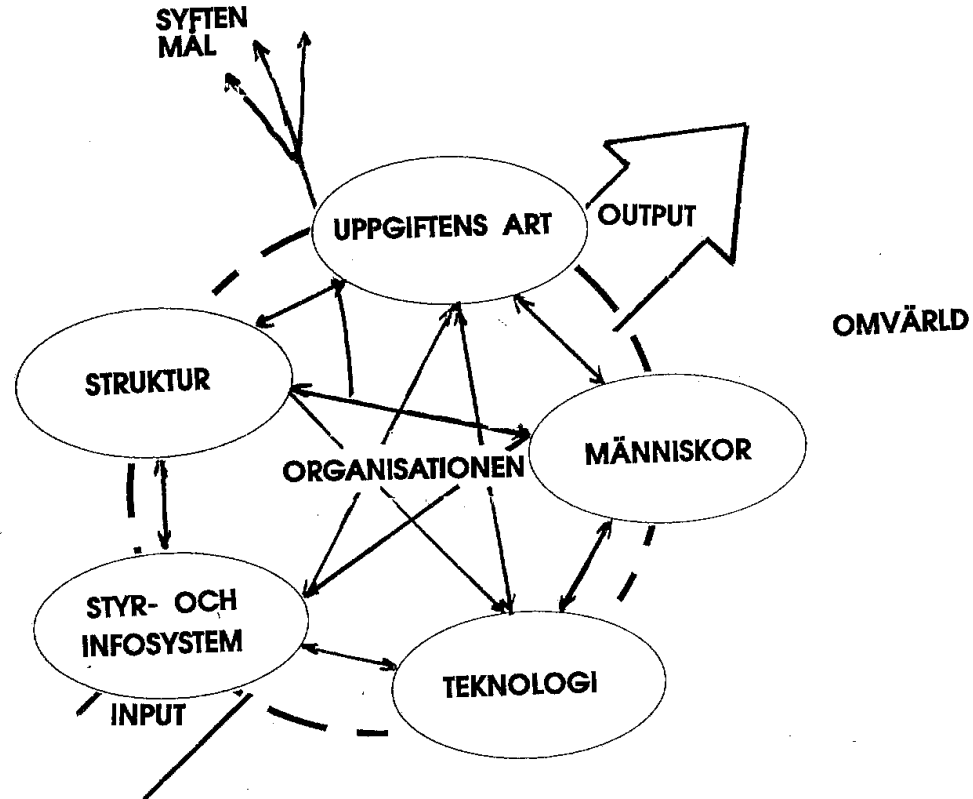 SYFTEN
MÅL
UPPGIFTENS ART
OUTPUT
OMVÄRLD
STRUKTUR
ORGANISATIONEN
MÄNNISKOR
STYR- OCH
INFOSYSTEM
TEKNOLOGI
INPUT